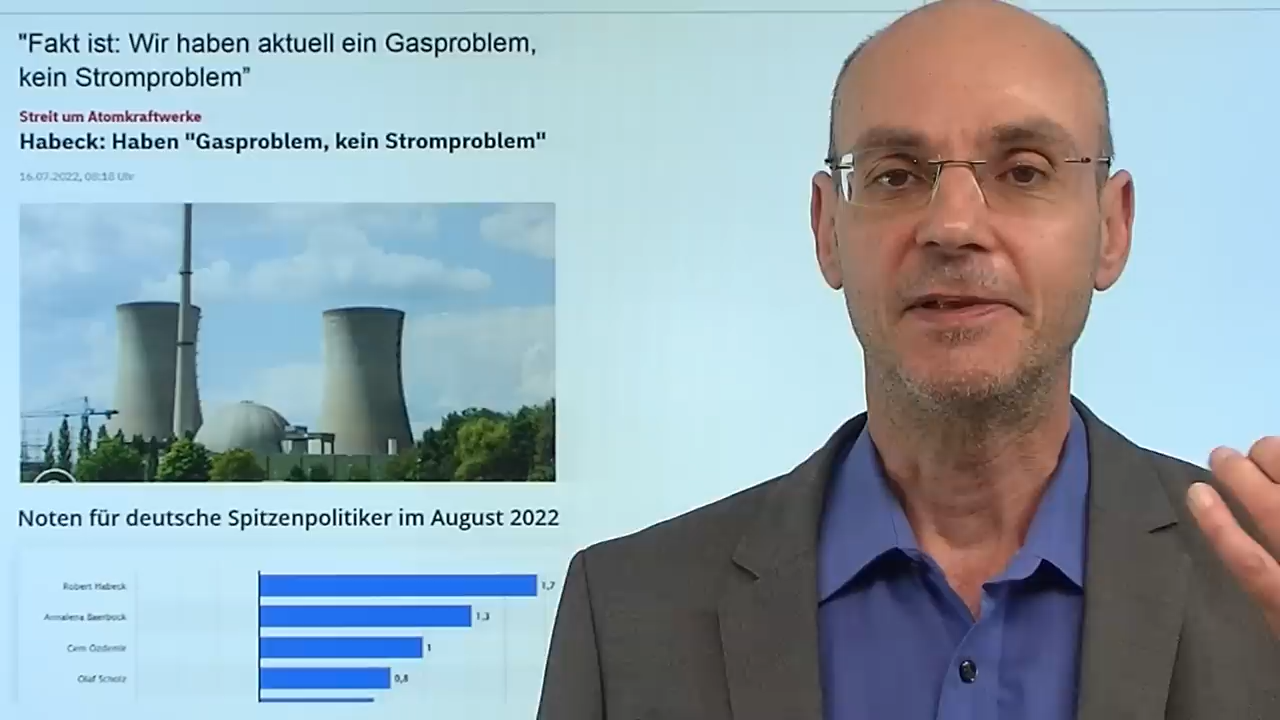 "Fakt ist: Wir haben aktuell ein Gasproblem,
kein Stromproblem"
Streit um Atomkraftwerke
Habeck: Haben "Gasproblem, kein Stromproblem"
16.07.2022, 08:18 Uhr
Noten für deutsche Spitzenpolitiker im August 2022
Robert Habeck 1,7
Annalena Baerbock 1,3
Cem Özdemir 1
Olaf Scholz 0,8